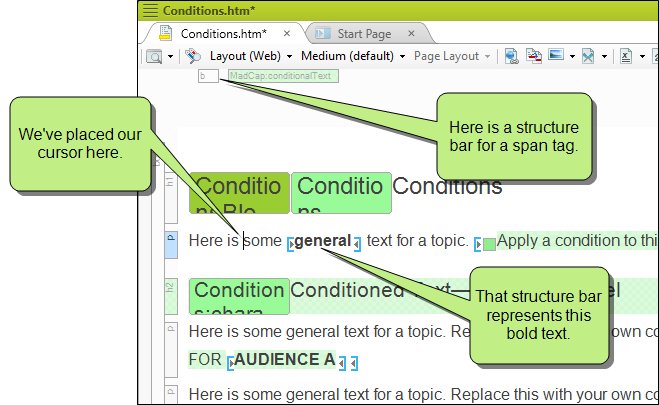 Conditions.htm*
Conditions.htm* × Start Page ×
Layout (Web) Medium (default) Page Layout
b MadCap:conditionalText
Here is a structure
bar for a span tag.
We've placed our
cursor here.
h1
Conditio Conditions Conditions
p
Here is some general text for a topic. Apply a condition to thi
h2
Condition Conditioned Text— el
That structure bar
represents this
bold text.
p
Here is some general text for a topic. Re own co
FOR AUDIENCE A
p
Here is some general text for a topic. Replace this with your own co